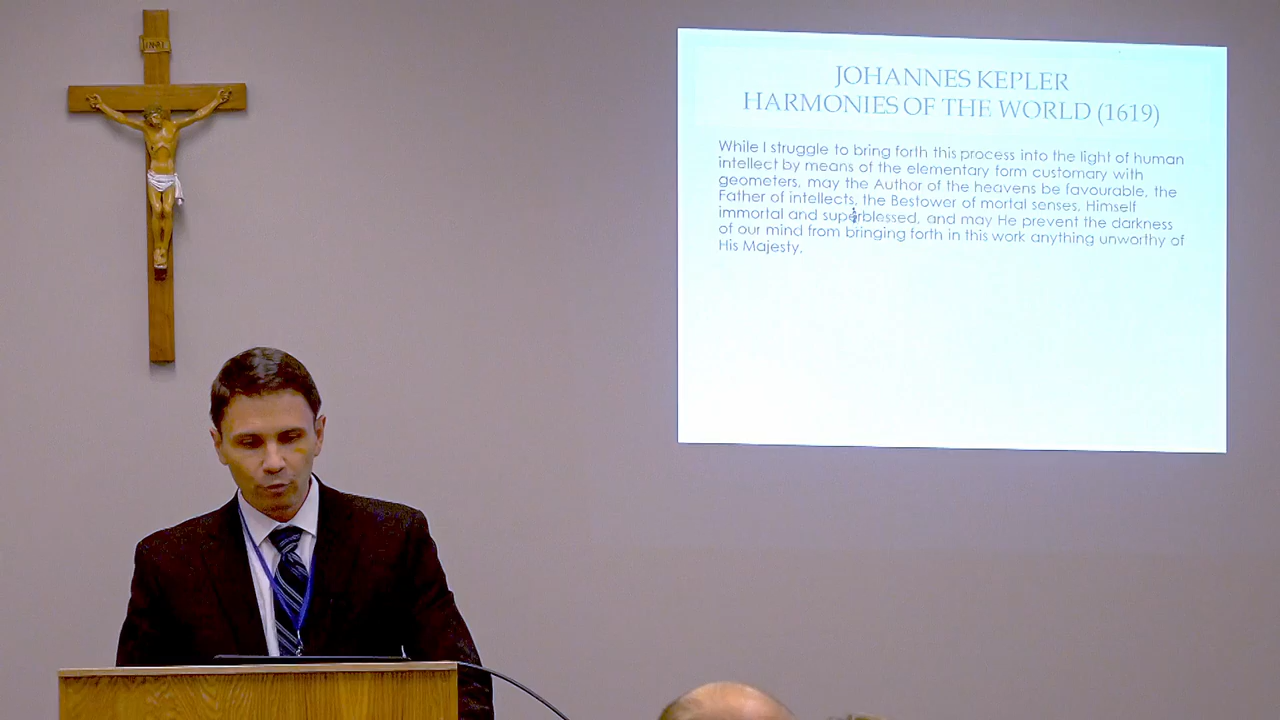 INRI
JOHANNES KEPLER
HARMONIES OF THE WORLD (1619)
While I struggle to bring forth this process into the light of human
intellect by means of the elementary form customary with
geometers, may the Author of the heavens be favourable, the
Father of intellects, the Bestower of mortal senses, Himself
immortal and superblessed, and may He prevent the darkness
of our mind from bringing forth in this work anything unworthy of
His Majesty.